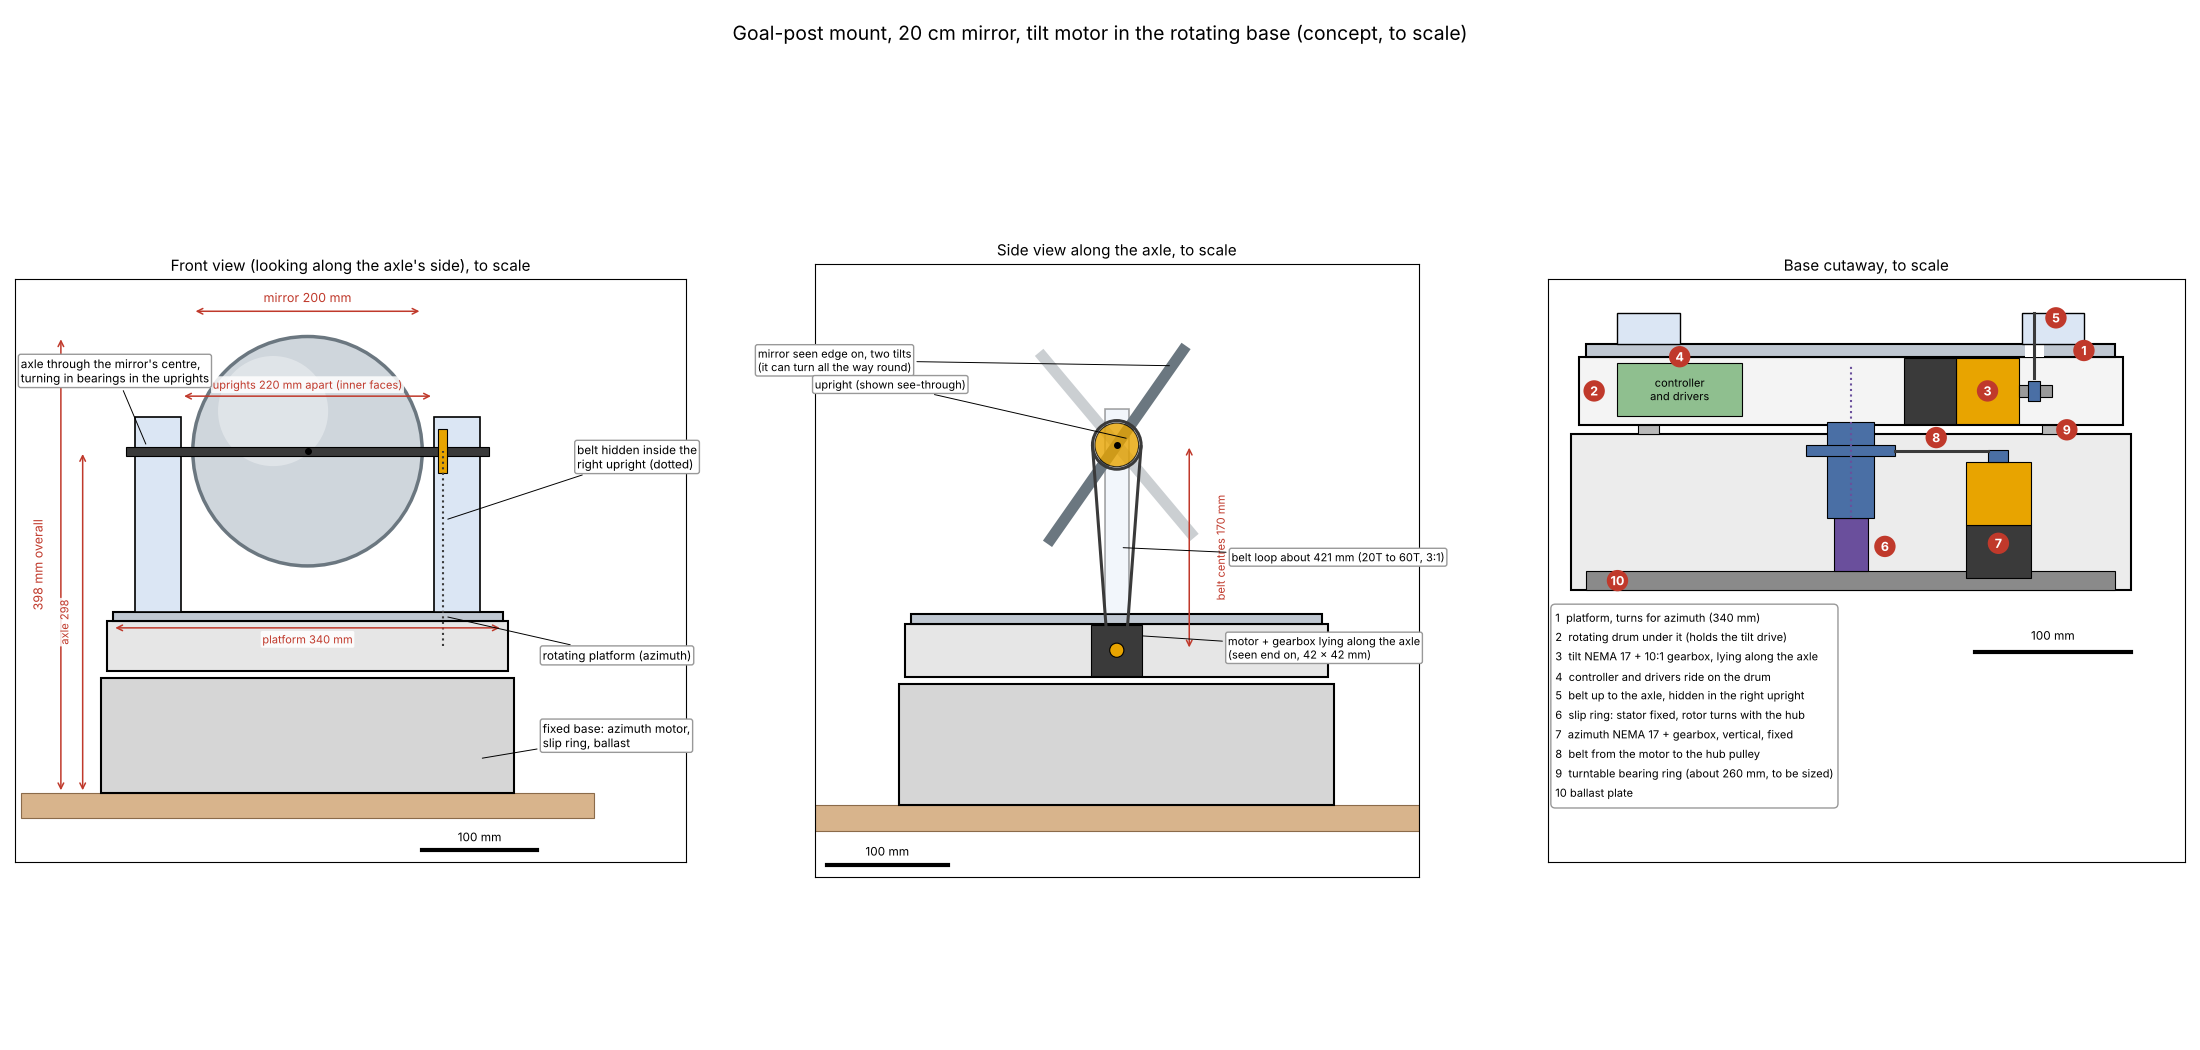 Goal-post mount, 20 cm mirror, tilt motor in the rotating base (concept, to scale)
Front view (looking along the axle's side), to scale
mirror 200 mm
axle through the mirror's centre,
turning in bearings in the uprights
uprights 220 mm apart (inner faces)
belt hidden inside the
right upright (dotted)
398 mm overall
axle 298
platform 340 mm
rotating platform (azimuth)
fixed base: azimuth motor,
slip ring, ballast
100 mm
Side view along the axle, to scale
mirror seen edge on, two tilts
(it can turn all the way round)
upright (shown see-through)
belt centres 170 mm
belt loop about 421 mm (20T to 60T, 3:1)
motor + gearbox lying along the axle
(seen end on, 42 × 42 mm)
100 mm
Base cutaway, to scale
5
1
4
controller
and drivers
2
3
9
8
6
7
10
1 platform, turns for azimuth (340 mm)
2 rotating drum under it (holds the tilt drive)
3 tilt NEMA 17 + 10:1 gearbox, lying along the axle
4 controller and drivers ride on the drum
5 belt up to the axle, hidden in the right upright
6 slip ring: stator fixed, rotor turns with the hub
7 azimuth NEMA 17 + gearbox, vertical, fixed
8 belt from the motor to the hub pulley
9 turntable bearing ring (about 260 mm, to be sized)
10 ballast plate
100 mm